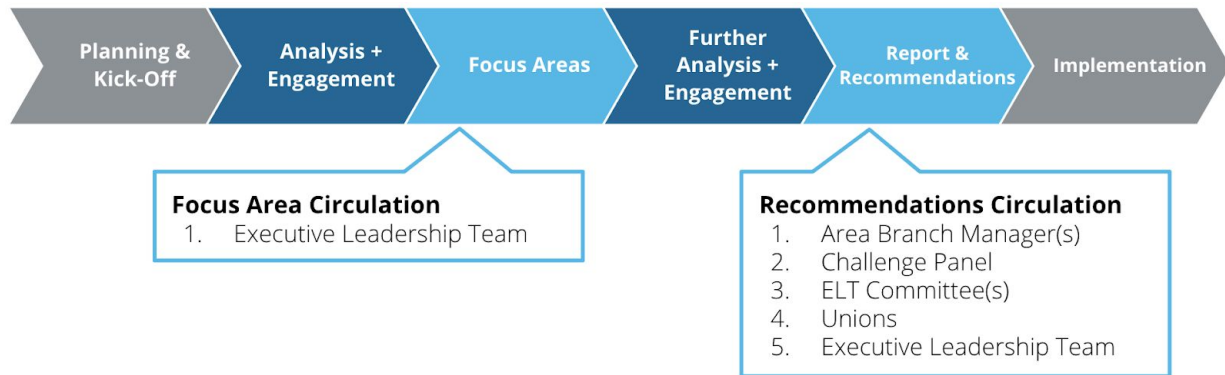 Planning &
Kick-Off
Analysis +
Engagement
Focus Areas
Further
Analysis +
Engagement
Report &
Recommendations
Implementation
Focus Area Circulation
1. Executive Leadership Team
Recommendations Circulation
1. Area Branch Manager(s)
2. Challenge Panel
3. ELT Committee(s)
4. Unions
5. Executive Leadership Team